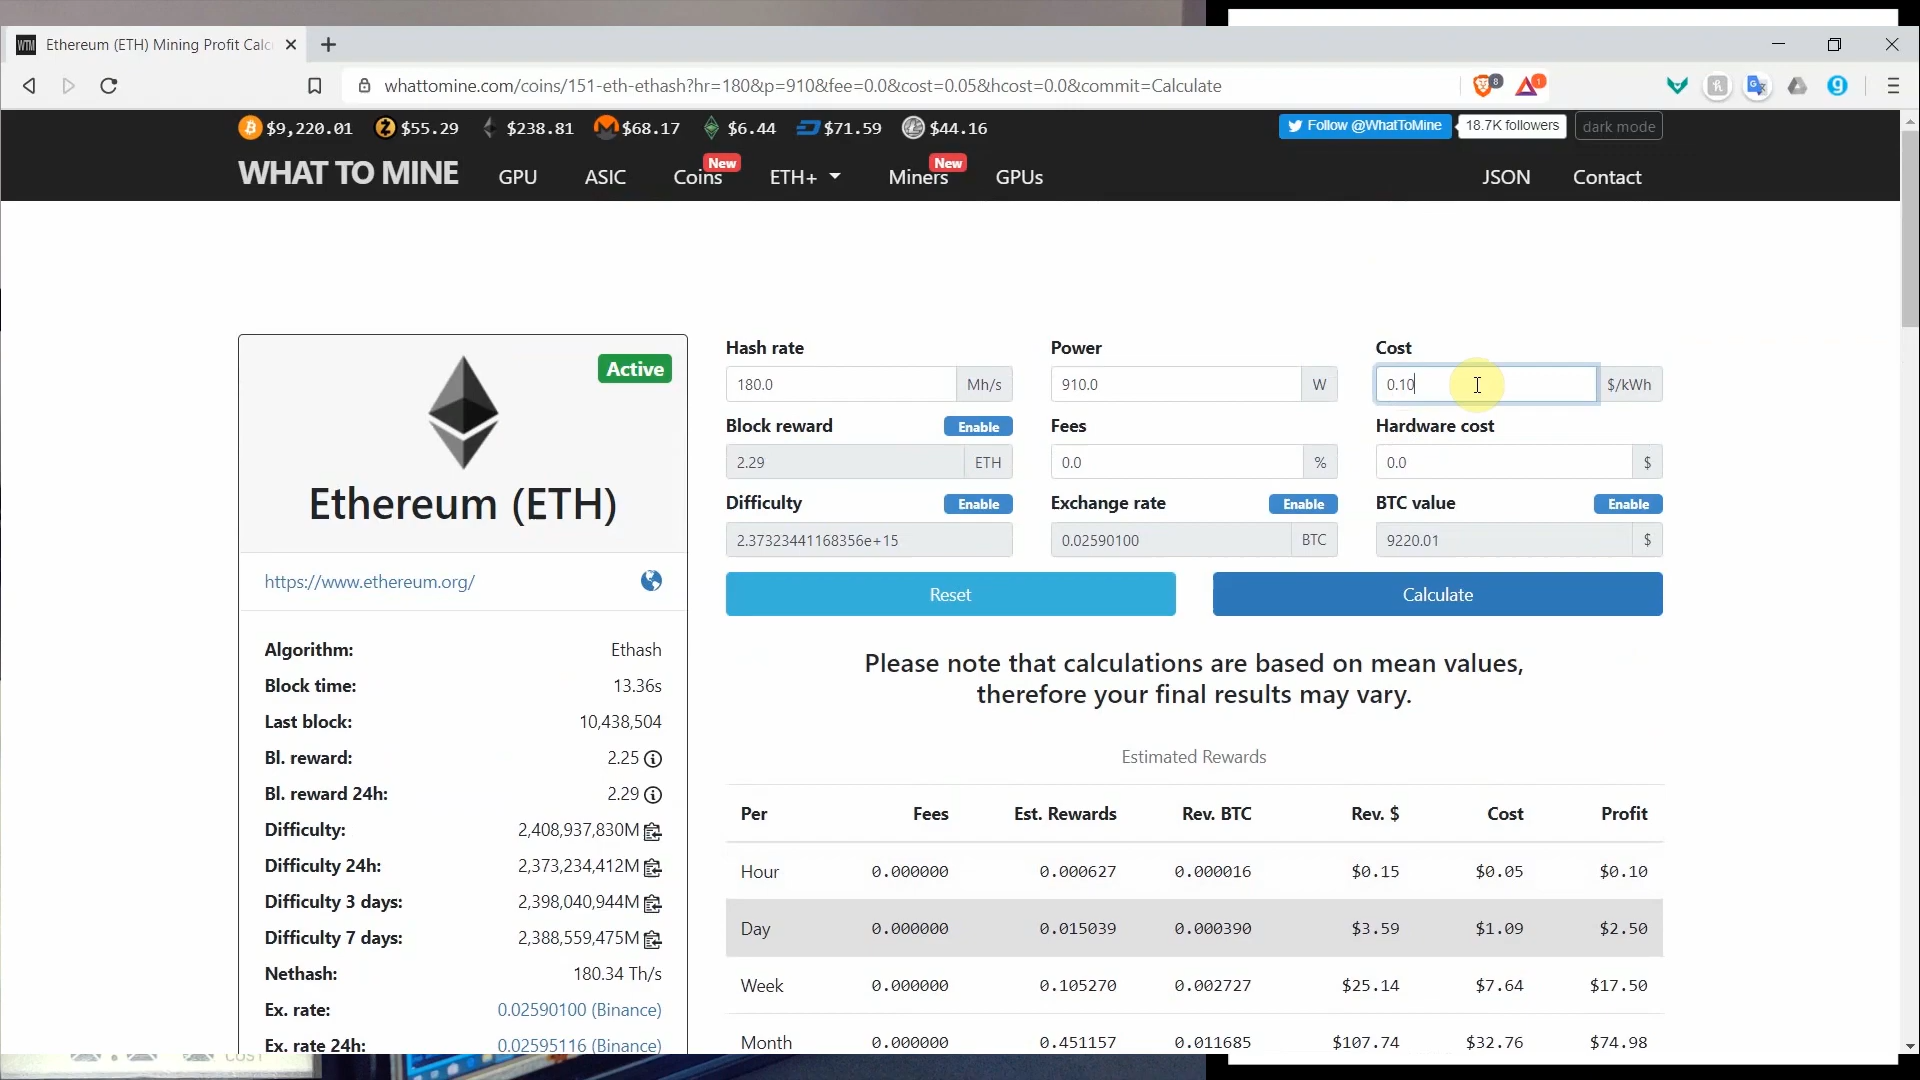 WTM Ethereum (ETH) Mining Profit Calc
whattomine.com/coins/151-eth-ethash?hr=180&p=910&fee=0.0&cost=0.05&hcost=0.0&commit=Calculate
8 1
$9,220.01 $55.29 $238.81 $68.17 $6.44 $71.59 $44.16
Follow @WhatToMine 18.7K followers dark mode
WHAT TO MINE GPU ASIC Coins New ETH+ Miners New GPUs JSON Contact
Active
Ethereum (ETH)
https://www.ethereum.org/
Algorithm: Ethash
Block time: 13.36s
Last block: 10,438,504
Bl. reward: 2.25
Bl. reward 24h: 2.29
Difficulty: 2,408,937,830M
Difficulty 24h: 2,373,234,412M
Difficulty 3 days: 2,398,040,944M
Difficulty 7 days: 2,388,559,475M
Nethash: 180.34 Th/s
Ex. rate: 0.02590100 (Binance)
Ex. rate 24h: 0.02595116 (Binance)
Hash rate Power Cost
180.0 Mh/s 910.0 W 0.10 $/kWh
Block reward Enable Fees Hardware cost
2.29 ETH 0.0 % 0.0 $
Difficulty Enable Exchange rate Enable BTC value Enable
2.37323441168356e+15 0.02590100 BTC 9220.01 $
Reset Calculate
Please note that calculations are based on mean values,
therefore your final results may vary.
Estimated Rewards
Per Fees Est. Rewards Rev. BTC Rev. $ Cost Profit
Hour 0.000000 0.000627 0.000016 $0.15 $0.05 $0.10
Day 0.000000 0.015039 0.000390 $3.59 $1.09 $2.50
Week 0.000000 0.105270 0.002727 $25.14 $7.64 $17.50
Month 0.000000 0.451157 0.011685 $107.74 $32.76 $74.98
COST